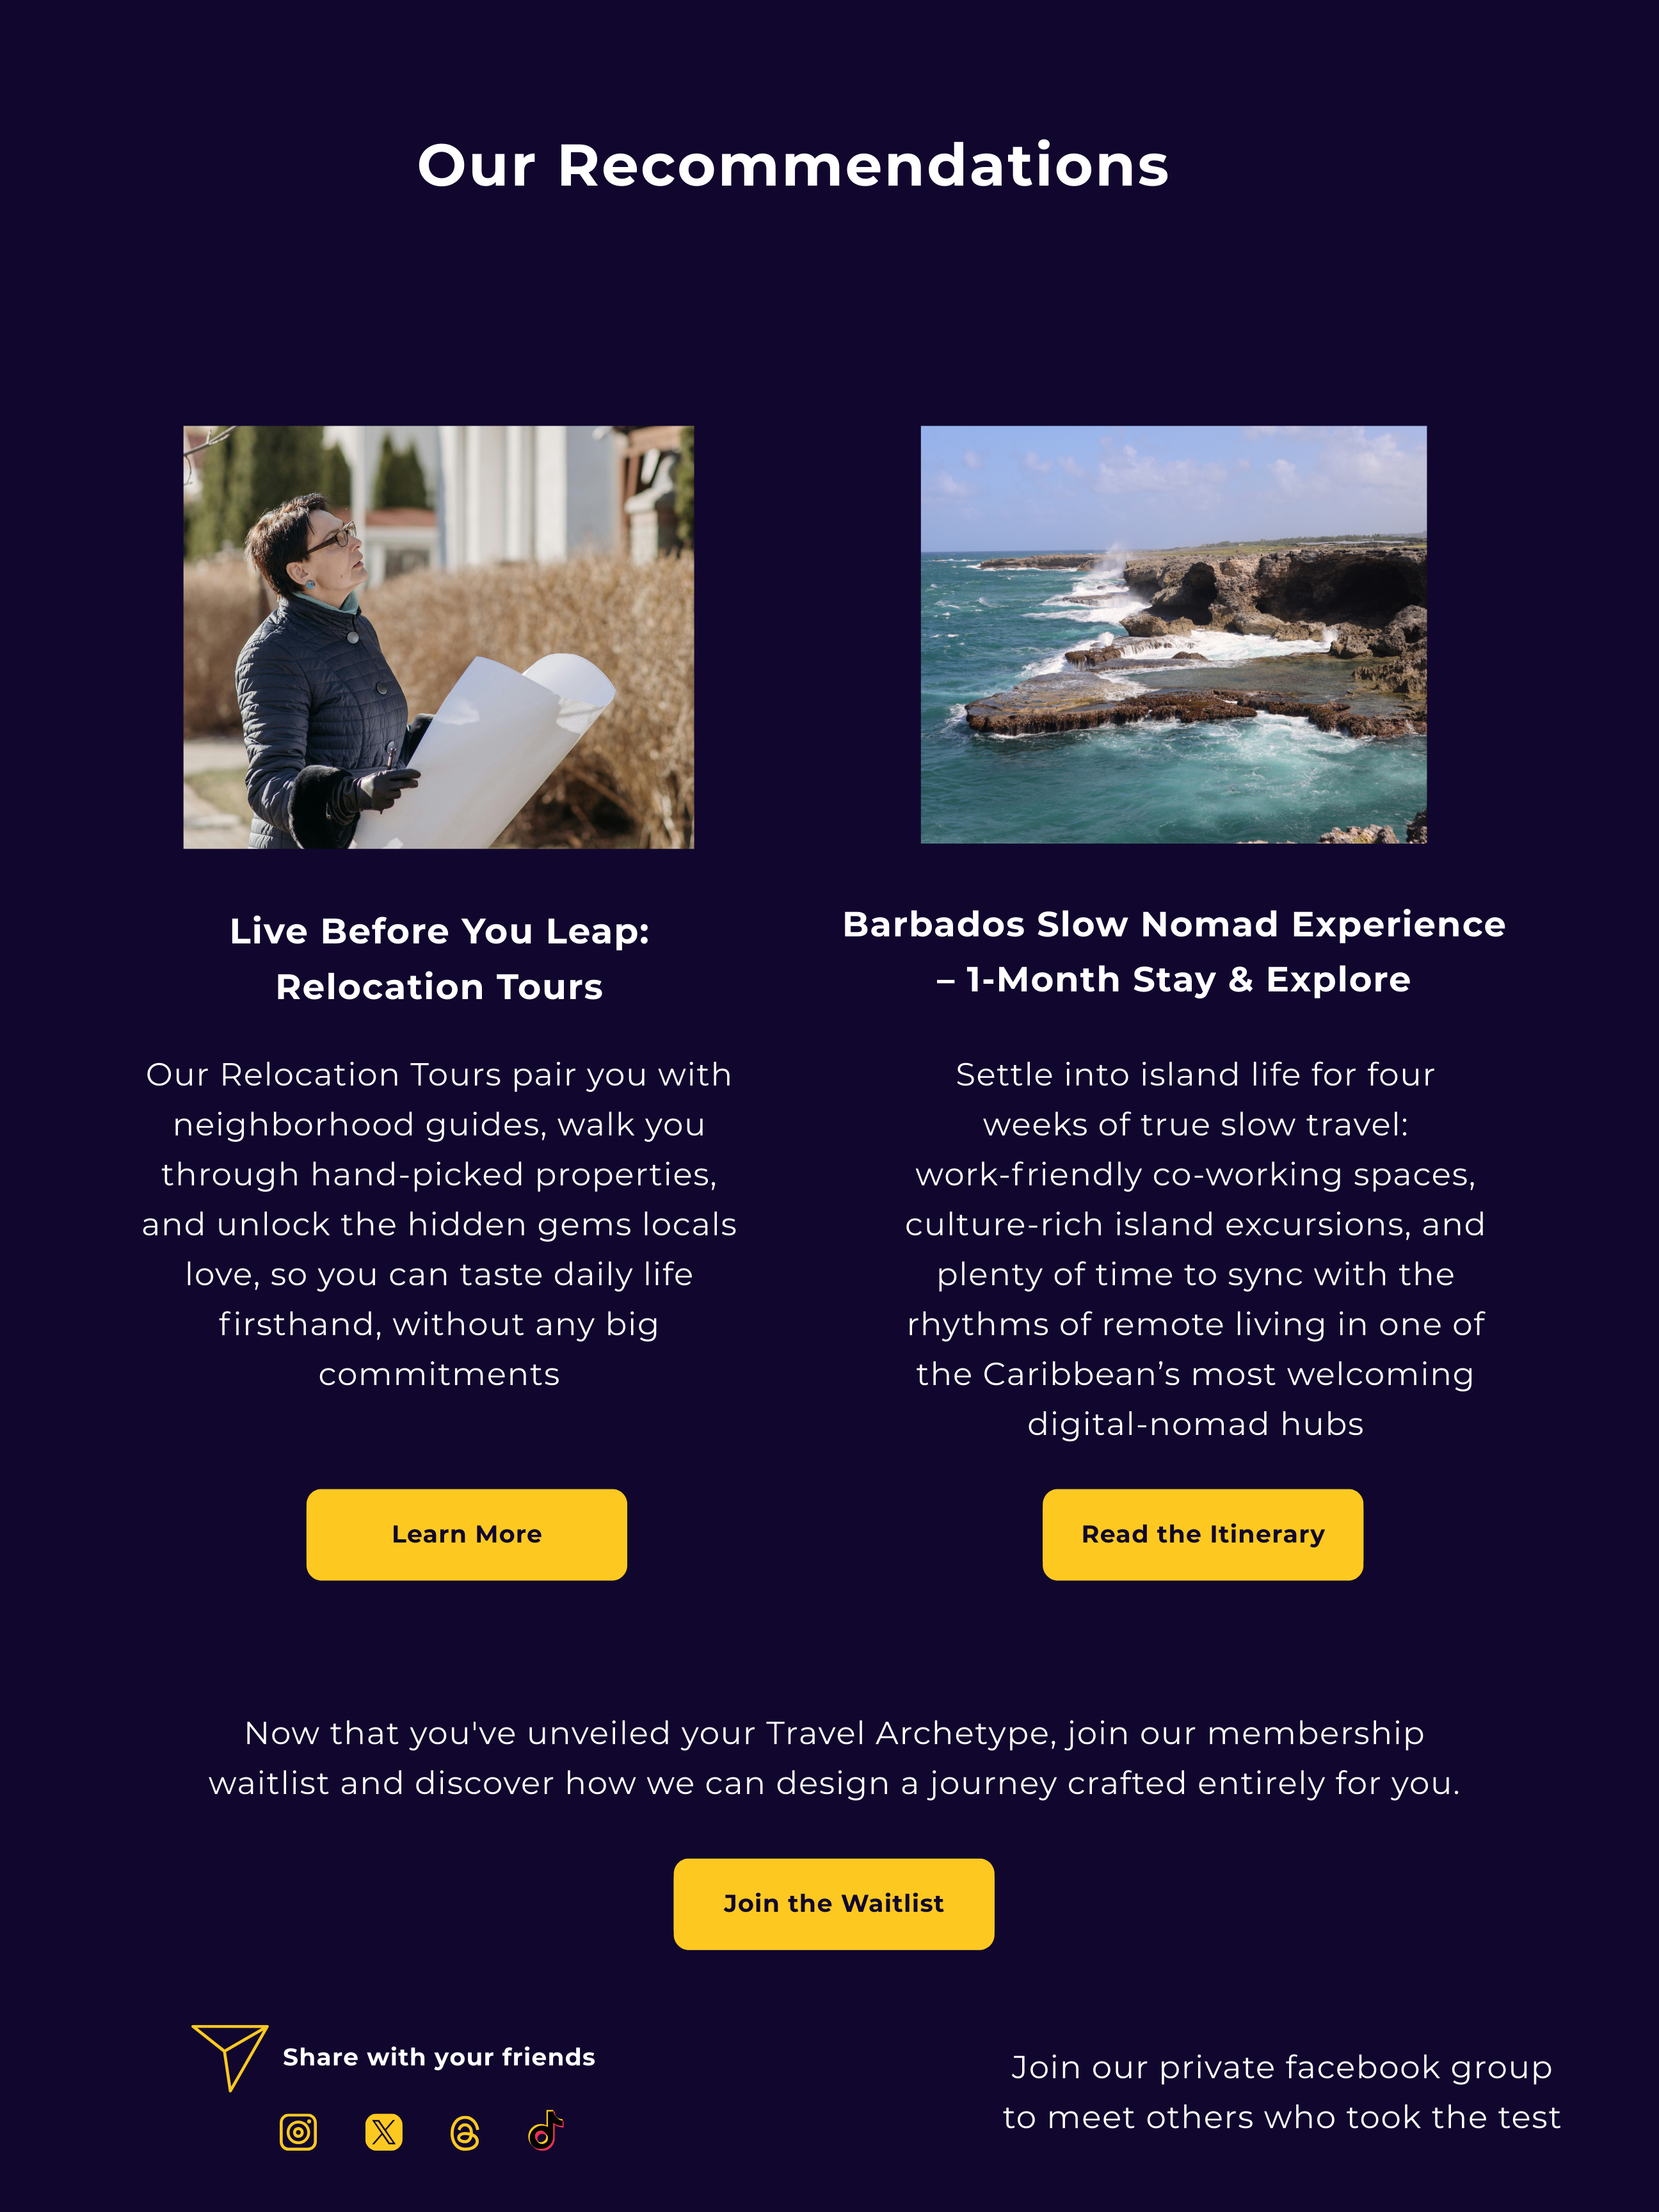 Our Recommendations
Live Before You Leap:
Relocation Tours
Our Relocation Tours pair you with
neighborhood guides, walk you
through hand-picked properties,
and unlock the hidden gems locals
love, so you can taste daily life
firsthand, without any big
commitments
Learn More
Barbados Slow Nomad Experience
– 1-Month Stay & Explore
Settle into island life for four
weeks of true slow travel:
work-friendly co-working spaces,
culture-rich island excursions, and
plenty of time to sync with the
rhythms of remote living in one of
the Caribbean’s most welcoming
digital-nomad hubs
Read the Itinerary
Now that you've unveiled your Travel Archetype, join our membership
waitlist and discover how we can design a journey crafted entirely for you.
Join the Waitlist
Share with your friends
Join our private facebook group
to meet others who took the test